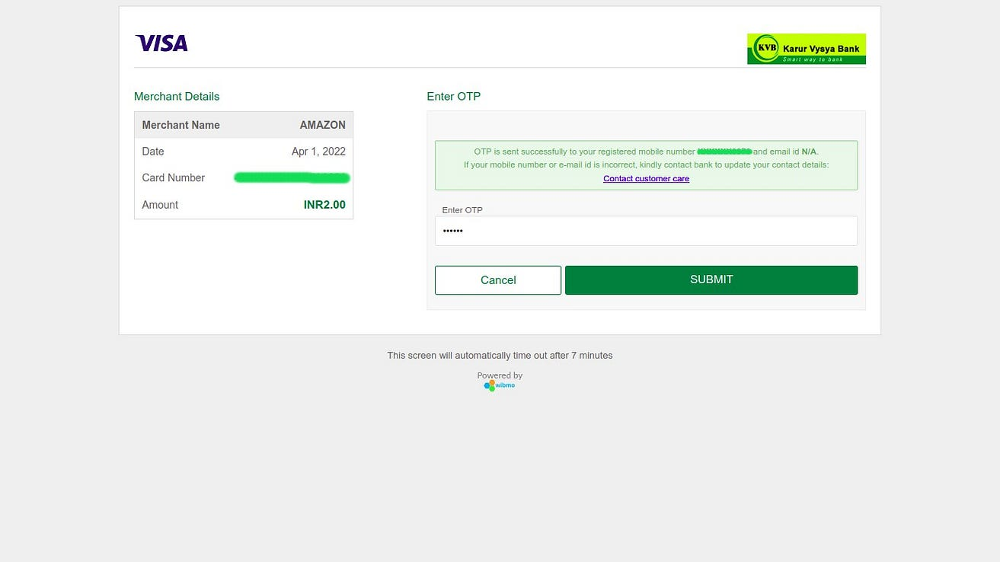 VISA
KVB Karur Vysya Bank
Smart way to bank
Merchant Details
Merchant Name AMAZON
Date Apr 1, 2022
Card Number
Amount INR2.00
Enter OTP
OTP is sent successfully to your registered mobile number and email id N/A.
If your mobile number or e-mail id is incorrect, kindly contact bank to update your contact details:
Contact customer care
Enter OTP
••••••
Cancel SUBMIT
This screen will automatically time out after 7 minutes
Powered by
wibmo